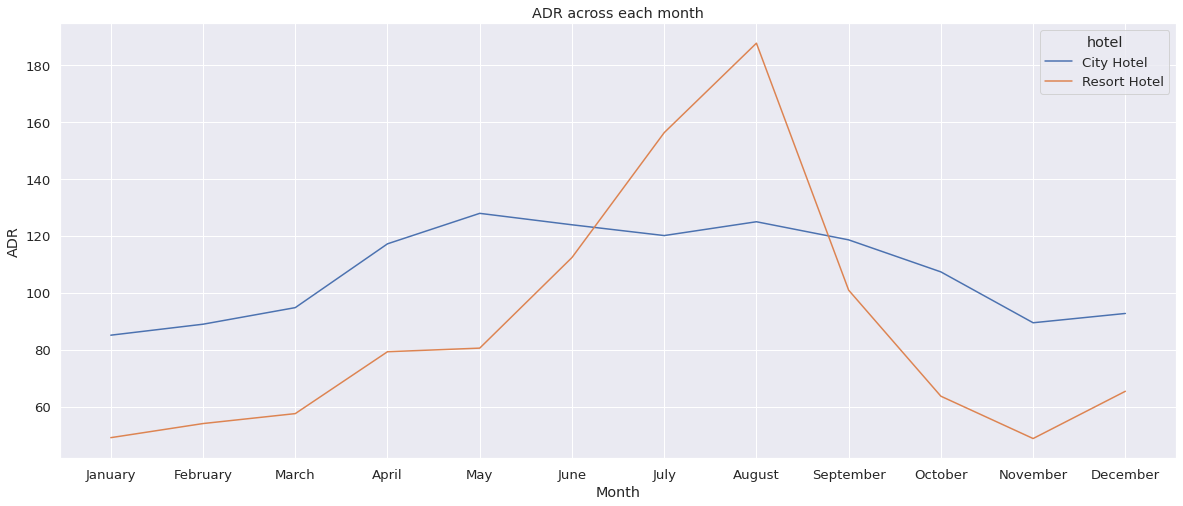 ADR across each month
hotel
City Hotel
Resort Hotel
180
160
140
120
100
80
60
ADR
January February March April May June July August September October November December
Month